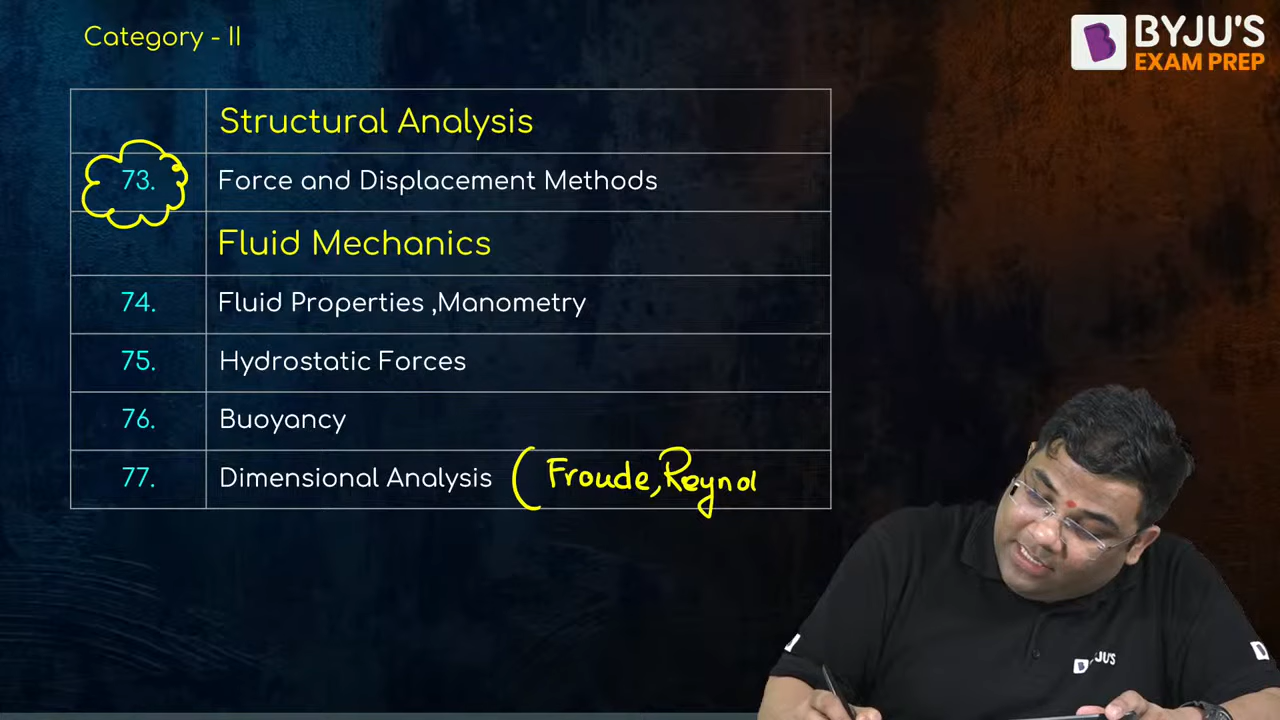 Category - II
BYJU'S
EXAM PREP
Structural Analysis
73. Force and Displacement Methods
Fluid Mechanics
74. Fluid Properties ,Manometry
75. Hydrostatic Forces
76. Buoyancy
77. Dimensional Analysis (Froude, Reynol
BYJU'S